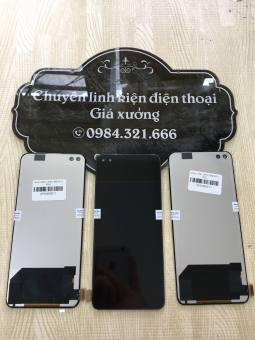 Chuyên linh kiện điện thoại
Giá xưởng
0984.321.666